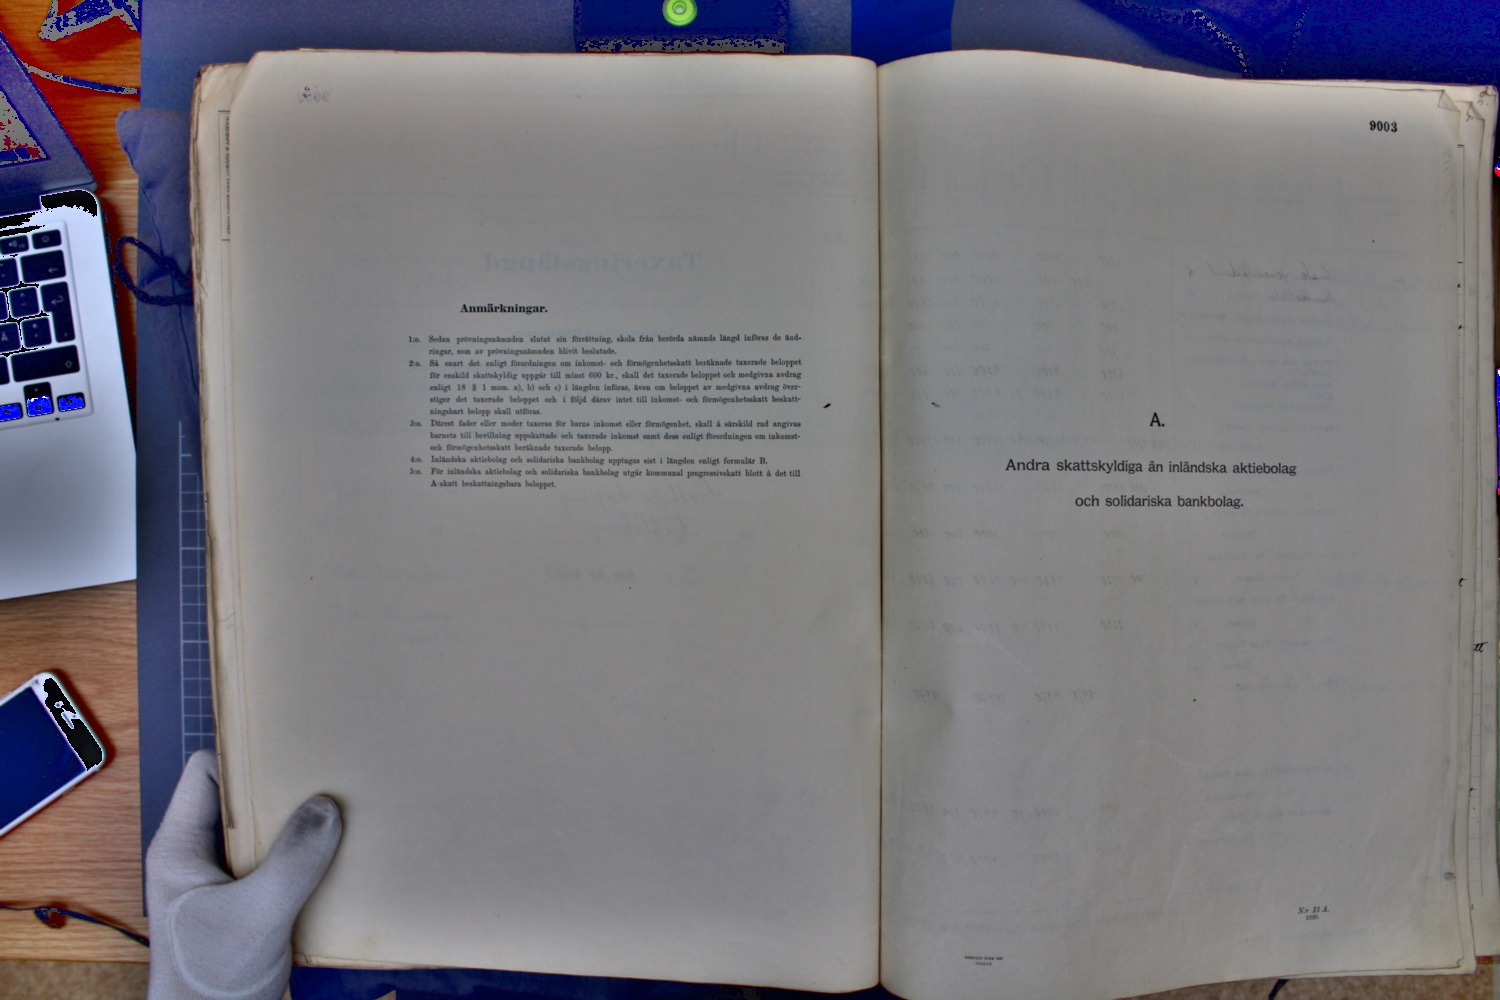 Anmärkningar.
1:o. Sedan prövningsnämnden slutat sin förrättning, skola från berörda nämnds längd införas de änd-
ringar, som av prövningsnämnden blivit beslutade.
2:o. Så snart det enligt förordningen om inkomst- och förmögenhetsskatt beräknade taxerade beloppet
för enskild skattskyldig uppgår till minst 600 kr., skall det taxerade beloppet och medgivna avdrag
enligt 18 § 1 mom. a), b) och c) i längden införas, även om beloppet av medgivna avdrag över-
stiger det taxerade beloppet och i följd därav intet till inkomst- och förmögenhetsskatt beskatt-
ningsbart belopp skall utföras.
3:o. Därest fader eller moder taxeras för barns inkomst eller förmögenhet, skall å särskild rad angivas
barnets till bevillning uppskattade och taxerade inkomst samt dess enligt förordningen om inkomst-
och förmögenhetsskatt beräknade taxerade belopp.
4:o. Inländska aktiebolag och solidariska bankbolag upptagas sist i längden enligt formulär B.
5:o. För inländska aktiebolag och solidariska bankbolag utgår kommunal progressivskatt blott å det till
A-skatt beskattningsbara beloppet.
9003
A.
Andra skattskyldiga än inländska aktiebolag
och solidariska bankbolag.
Nr 13 A.